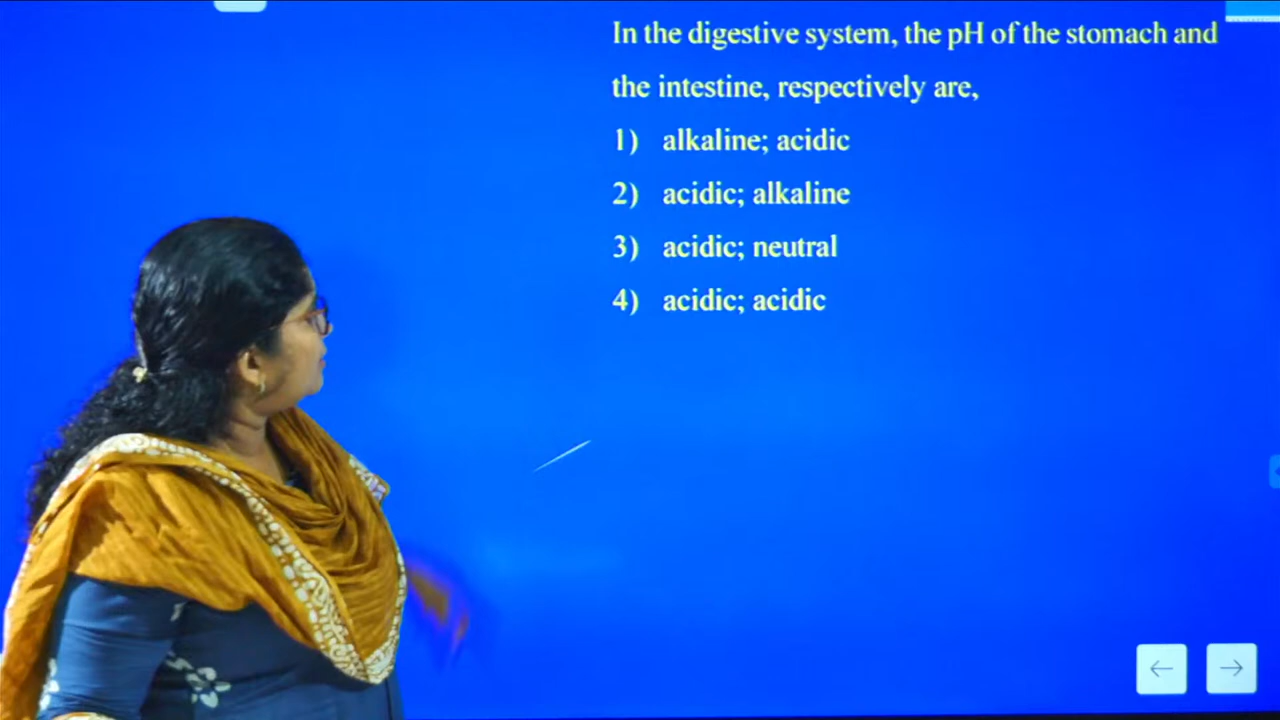 In the digestive system, the pH of the stomach and
the intestine, respectively are,
1) alkaline; acidic
2) acidic; alkaline
3) acidic; neutral
4) acidic; acidic